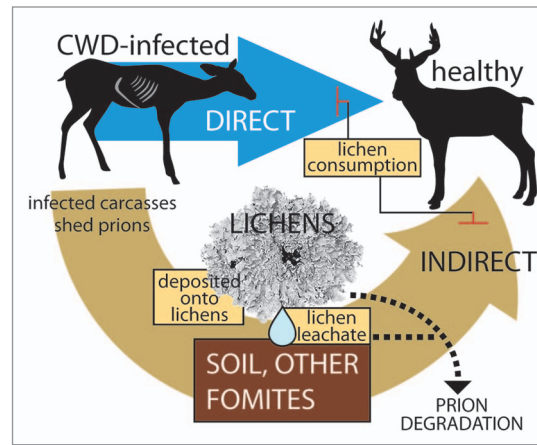 CWD-infected
healthy
DIRECT
lichen
consumption
infected carcasses
shed prions
LICHENS
INDIRECT
deposited
onto
lichens
lichen
leachate
SOIL, OTHER
FOMITES
PRION
DEGRADATION